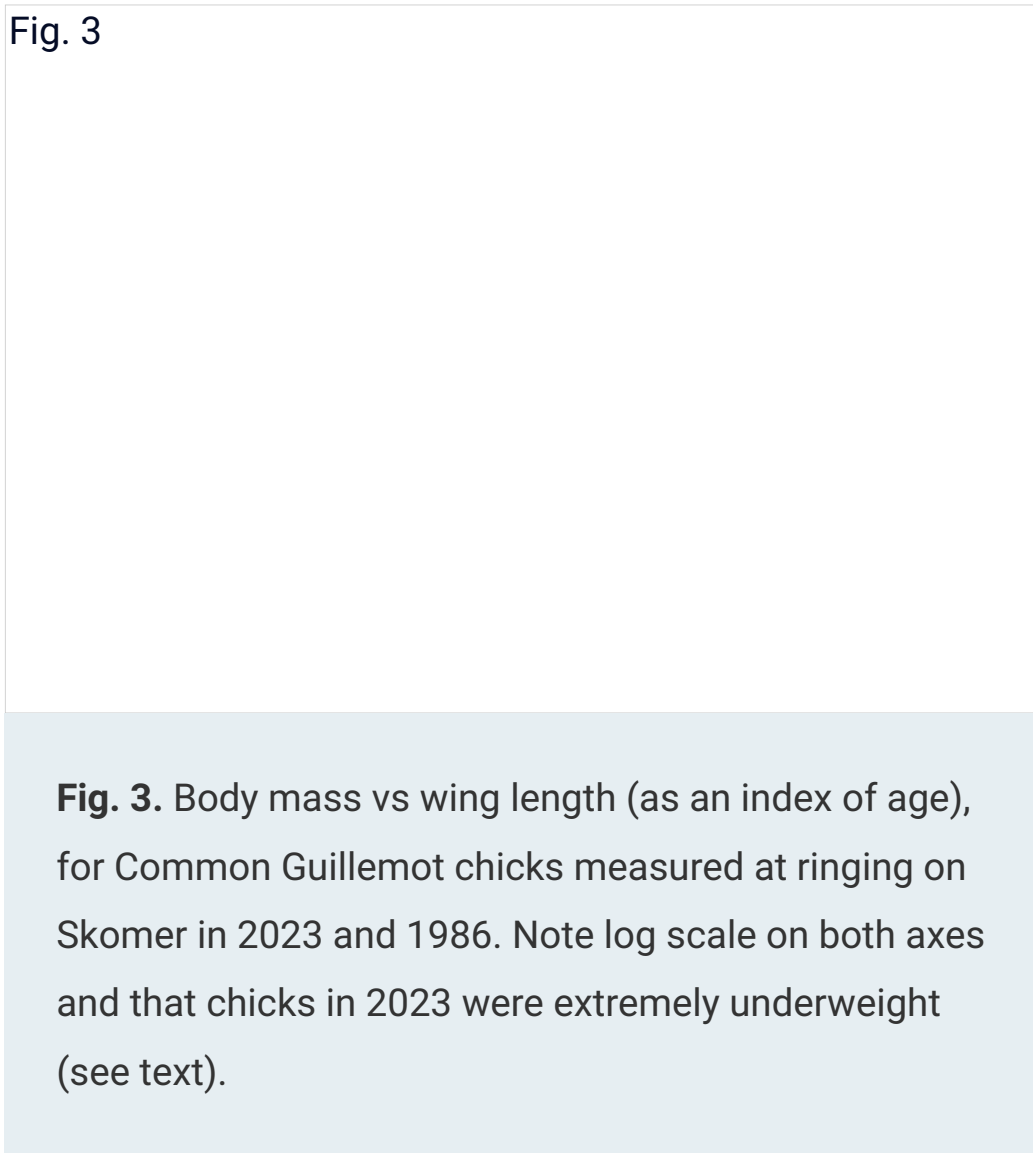 Fig. 3
Fig. 3. Body mass vs wing length (as an index of age),
for Common Guillemot chicks measured at ringing on
Skomer in 2023 and 1986. Note log scale on both axes
and that chicks in 2023 were extremely underweight
(see text).